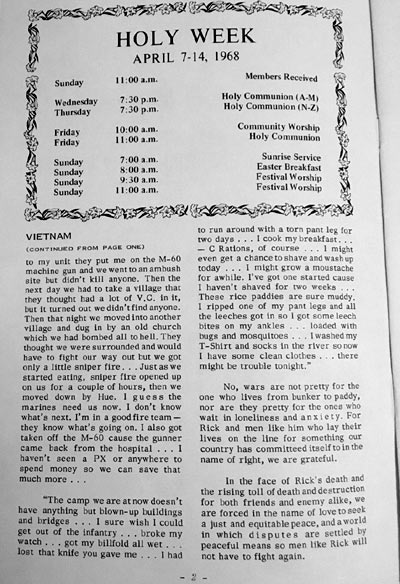 HOLY WEEK
APRIL 7-14, 1968
Sunday 11:00 a.m. Members Received
Wednesday 7:30 p.m. Holy Communion (A-M)
Thursday 7:30 p.m. Holy Communion (N-Z)
Friday 10:00 a.m. Community Worship
Friday 11:00 a.m. Holy Communion
Sunday 7:00 a.m. Sunrise Service
Sunday 8:00 a.m. Easter Breakfast
Sunday 9:30 a.m. Festival Worship
Sunday 11:00 a.m. Festival Worship
VIETNAM
(CONTINUED FROM PAGE ONE)
to my unit they put me on the M-60
machine gun and we went to an ambush
site but didn't kill anyone. Then the
next day we had to take a village that
they thought had a lot of V.C. in it,
but it turned out we didn't find anyone.
Then that night we moved into another
village and dug in by an old church
which we had bombed all to hell. They
thought we were surrounded and would
have to fight our way out but we got
only a little sniper fire. . . Just as we
started eating, sniper fire opened up
on us for a couple of hours, then we
moved down by Hue. I guess the
marines need us now. I don't know
what's next. I'm in a good fire team —
they know what's going on. I also got
taken off the M-60 cause the gunner
came back from the hospital . . . I
haven't seen a PX or anywhere to
spend money so we can save that
much more . . .
"The camp we are at now doesn't
have anything but blown-up buildings
and bridges . . . I sure wish I could
get out of the infantry . . . broke my
watch . . . got my billfold all wet . . .
lost that knife you gave me . . . I had
to run around with a torn pant leg for
two days . . . I cook my breakfast. . .
— C Rations, of course . . . . I might
even get a chance to shave and wash up
today . . . I might grow a moustache
for awhile. I've got one started cause
I haven't shaved for two weeks . . .
These rice paddies are sure muddy.
I ripped one of my pant legs and all
the leeches got in so I got some leech
bites on my ankles . . . loaded with
bugs and mosquitoes . . . I washed my
T-Shirt and socks in the river so now
I have some clean clothes . . . there
might be trouble tonight."
No, wars are not pretty for the
one who lives from bunker to paddy,
nor are they pretty for the ones who
wait in loneliness and anxiety. For
Rick and men like him who lay their
lives on the line for something our
country has committeed itself to in the
name of right, we are grateful.
In the face of Rick's death and
the rising toll of death and destruction
for both friends and enemy alike, we
are forced in the name of love to seek
a just and equitable peace, and a world
in which disputes are settled by
peaceful means so men like Rick will
not have to fight again.
- 2 -